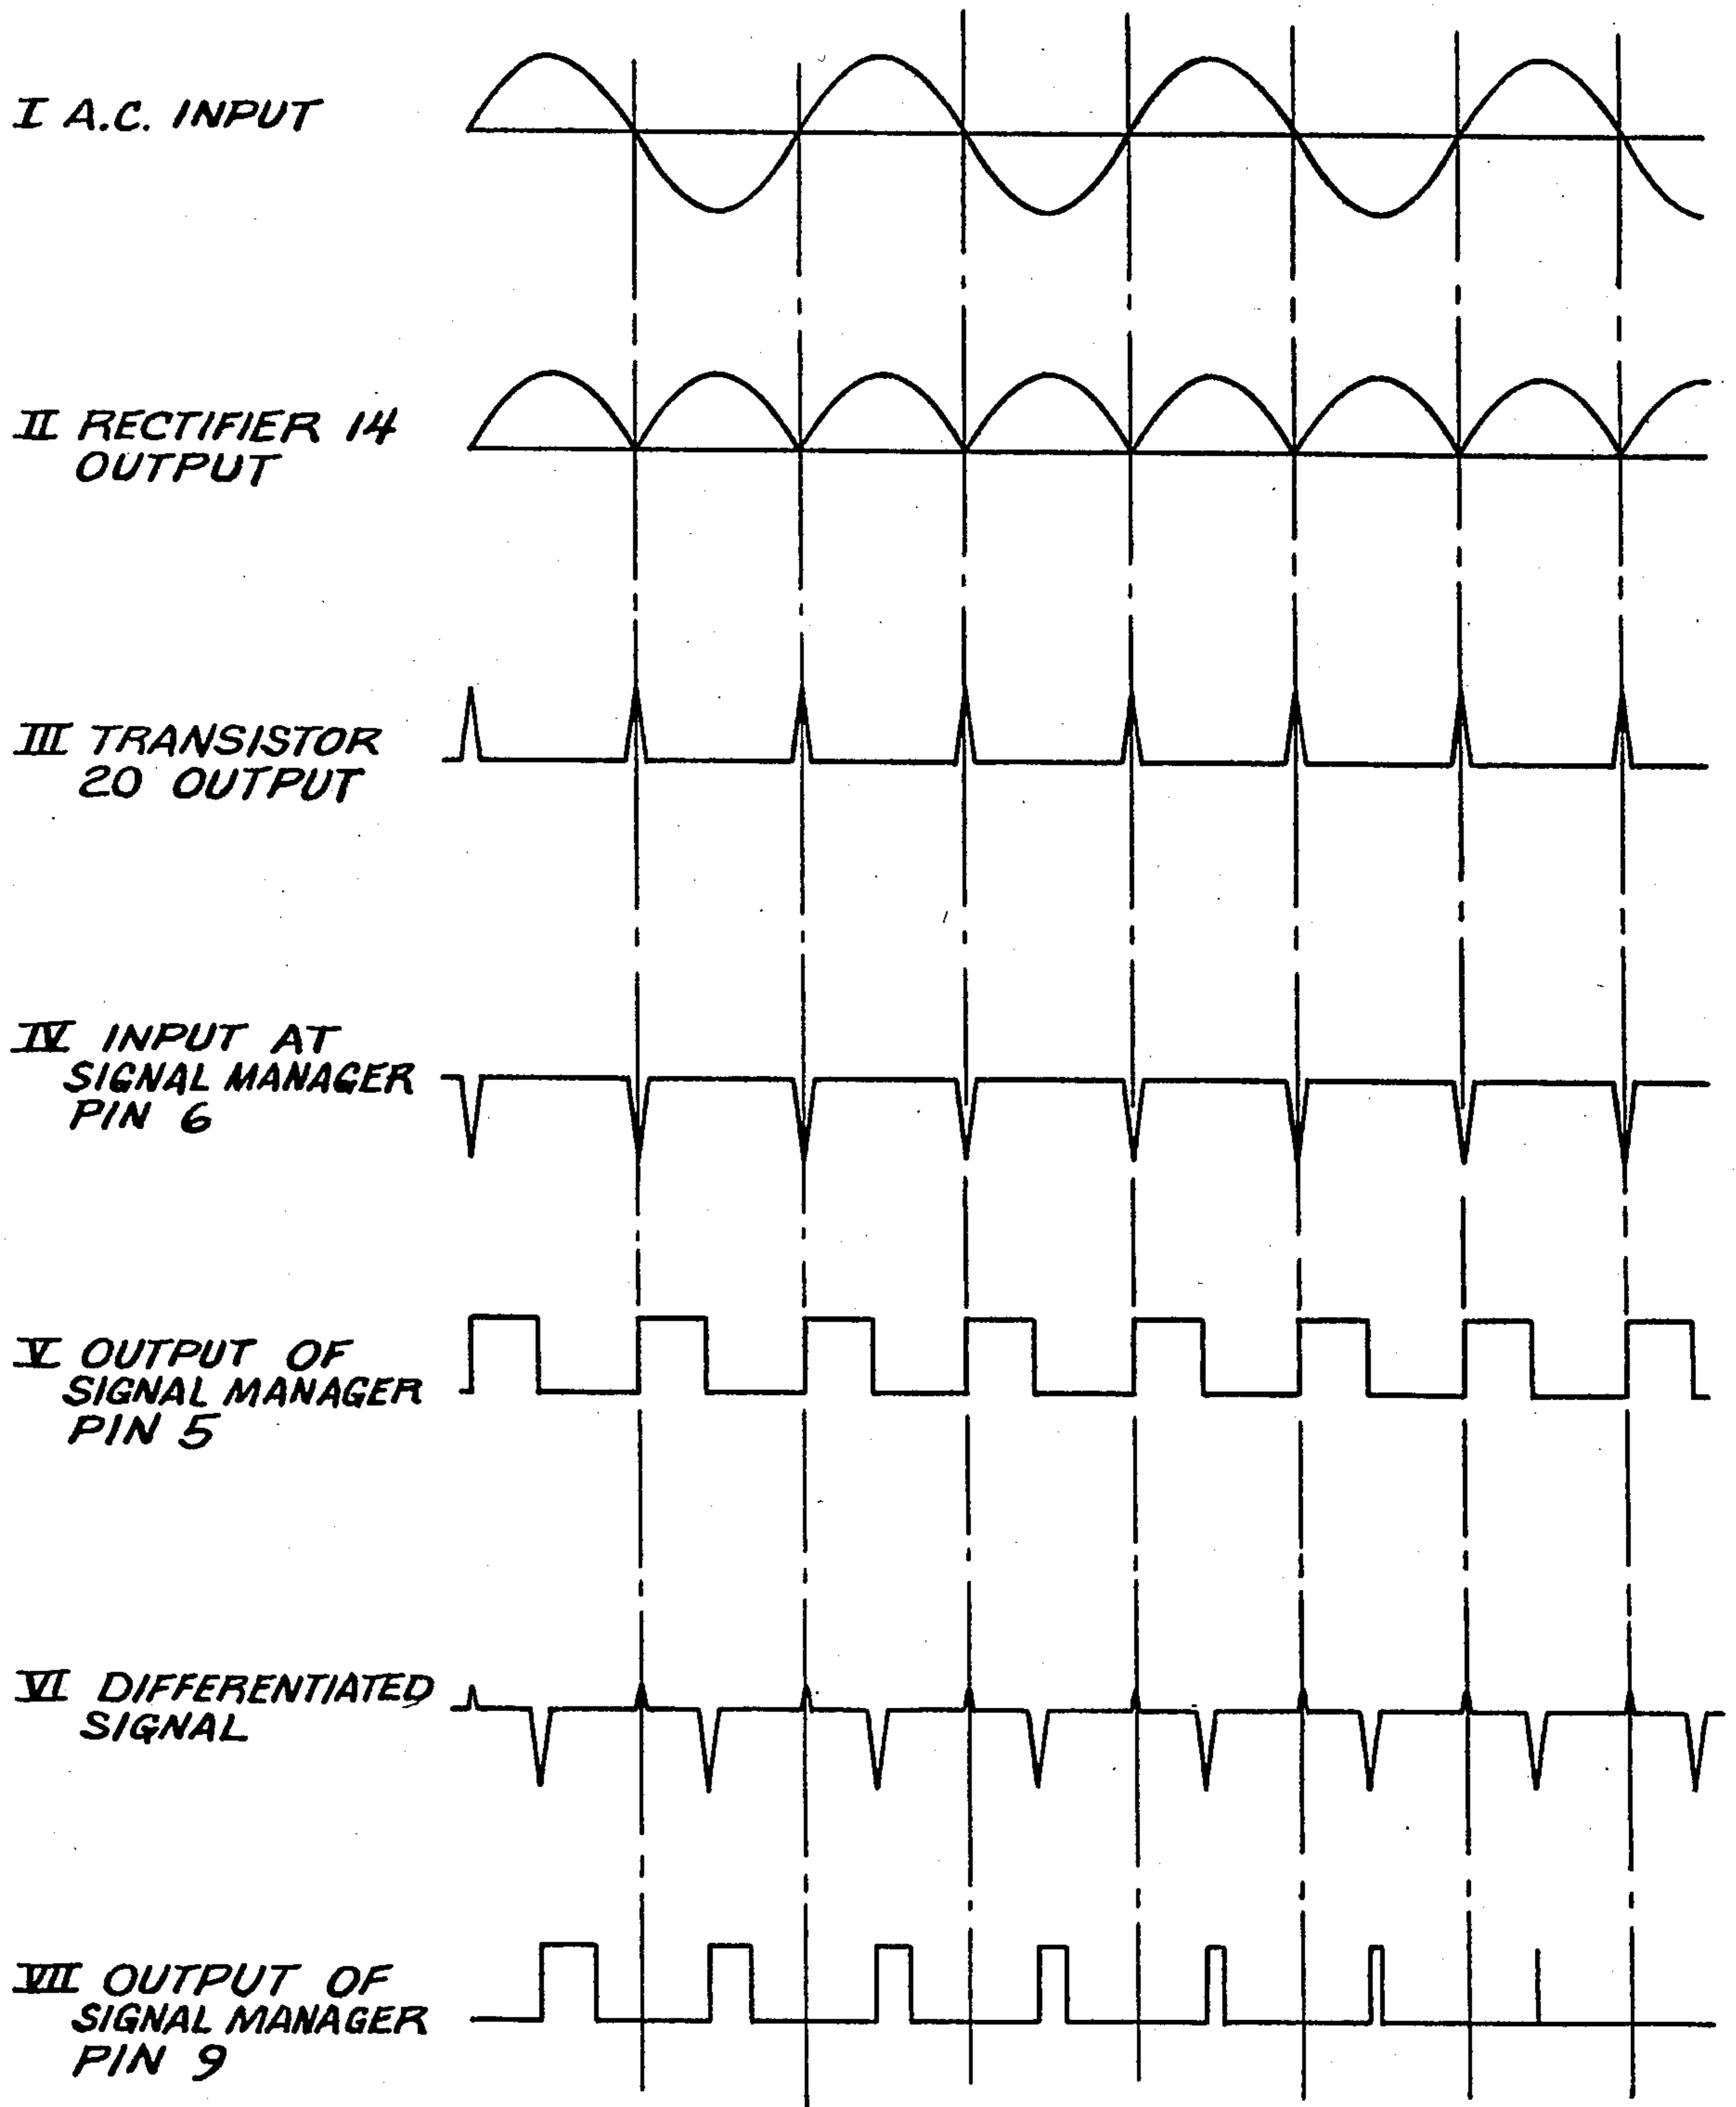 I A.C. INPUT
II RECTIFIER 14
OUTPUT
III TRANSISTOR
20 OUTPUT
IV INPUT AT
SIGNAL MANAGER
PIN 6
V OUTPUT OF
SIGNAL MANAGER
PIN 5
VI DIFFERENTIATED
SIGNAL
VII OUTPUT OF
SIGNAL MANAGER
PIN 9